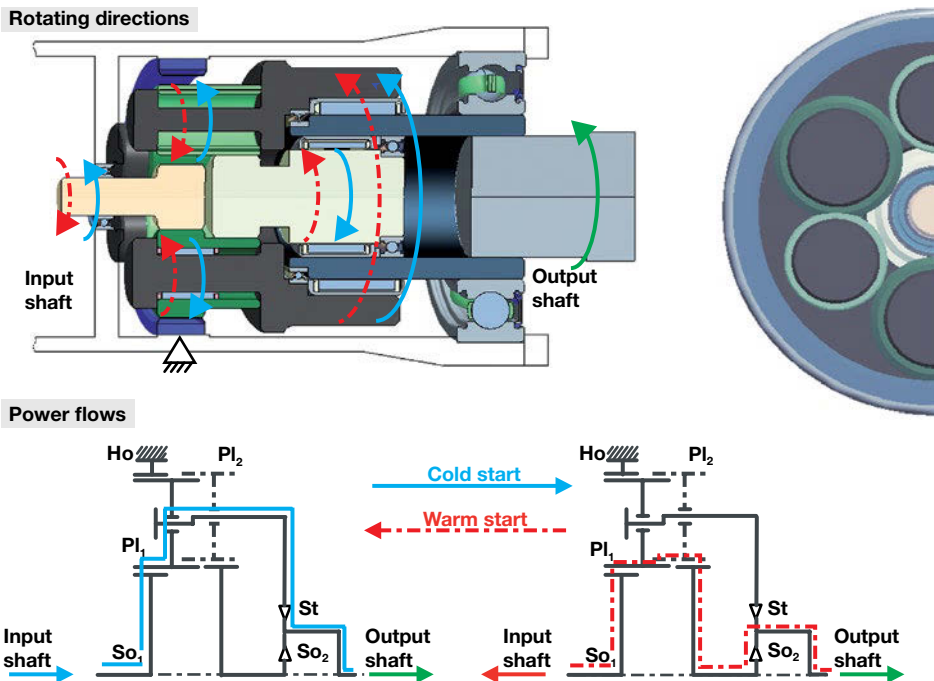 Rotating directions
Input
shaft
Output
shaft
Power flows
Ho
Pl₂
Cold start
Warm start
Pl₁
St
So₁
So₂
Input
shaft
Output
shaft
Ho
Pl₂
Pl₁
St
So₁
So₂
Input
shaft
Output
shaft